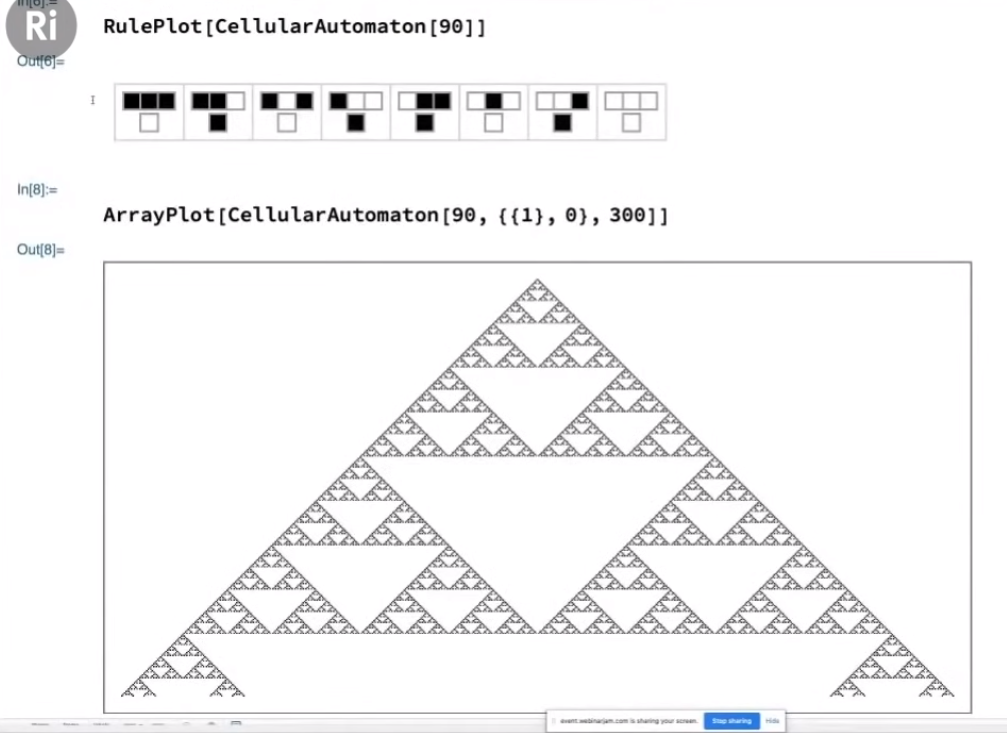 In[6]:=
Ri
RulePlot[CellularAutomaton[90]]
Out[6]=
In[8]:=
ArrayPlot[CellularAutomaton[90, {{1}, 0}, 300]]
Out[8]=
event.webinarjam.com is sharing your screen. Stop sharing Hide